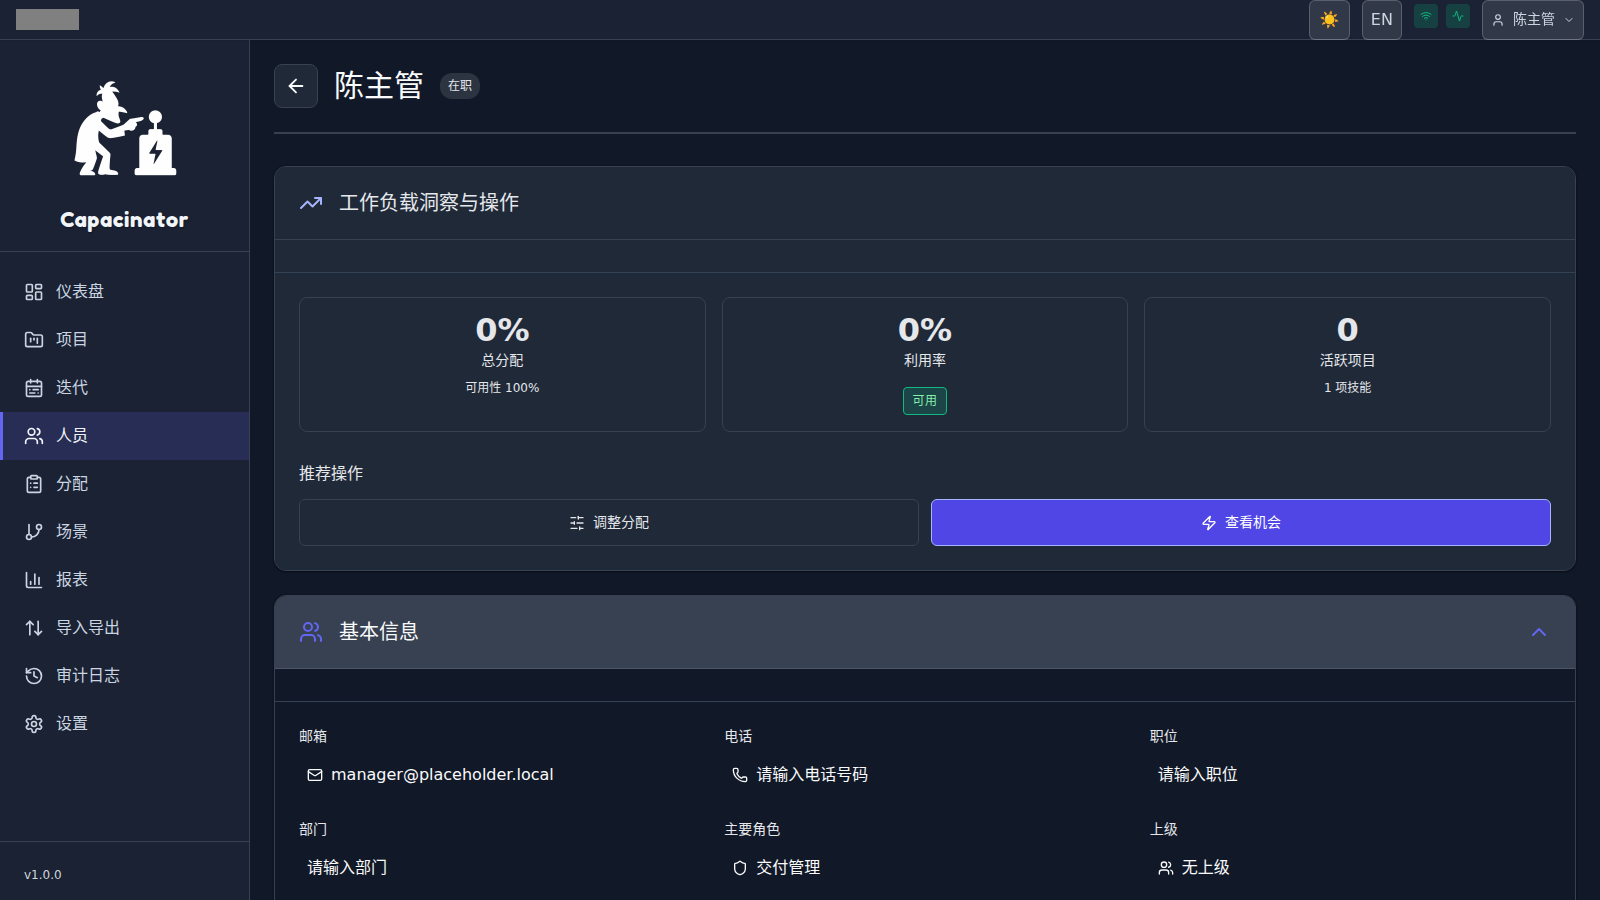 EN
陈主管
Capacinator
仪表盘
项目
迭代
人员
分配
场景
报表
导入导出
审计日志
设置
v1.0.0
陈主管
在职
工作负载洞察与操作
0%
总分配
可用性 100%
0%
利用率
可用
0
活跃项目
1 项技能
推荐操作
调整分配
查看机会
基本信息
邮箱
manager@placeholder.local
电话
请输入电话号码
职位
请输入职位
部门
请输入部门
主要角色
交付管理
上级
无上级